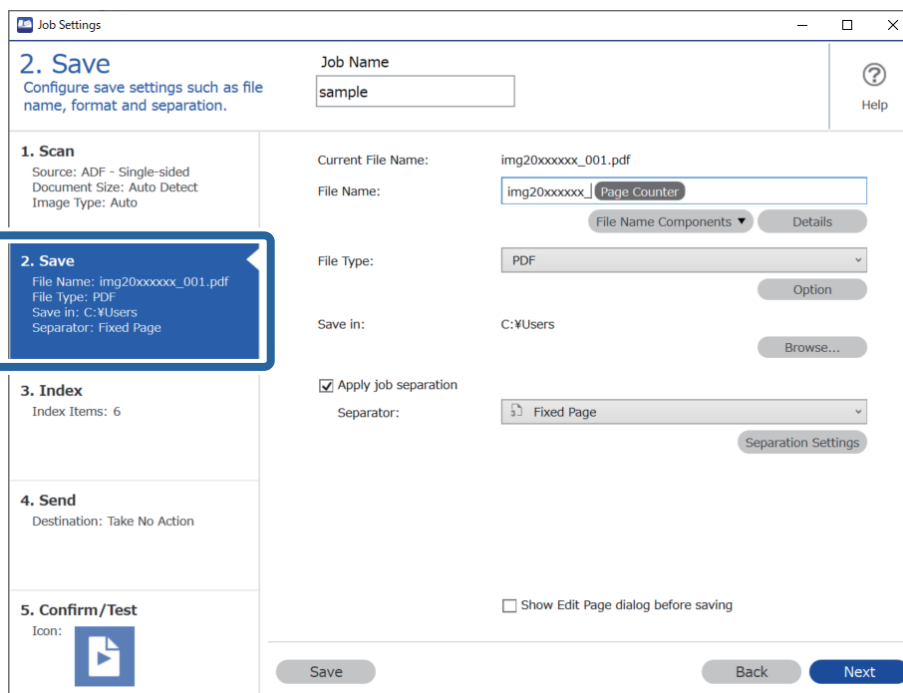 Job Settings
2. Save
Configure save settings such as file
name, format and separation.
Job Name
sample
Help
1. Scan
Source: ADF - Single-sided
Document Size: Auto Detect
Image Type: Auto
2. Save
File Name: img20xxxxxx_001.pdf
File Type: PDF
Save in: C:¥Users
Separator: Fixed Page
3. Index
Index Items: 6
4. Send
Destination: Take No Action
5. Confirm/Test
Icon:
Current File Name: img20xxxxxx_001.pdf
File Name: img20xxxxxx_ Page Counter
File Name Components ▼ Details
File Type: PDF
Option
Save in: C:¥Users
Browse...
Apply job separation
Separator: Fixed Page
Separation Settings
Show Edit Page dialog before saving
Save Back Next